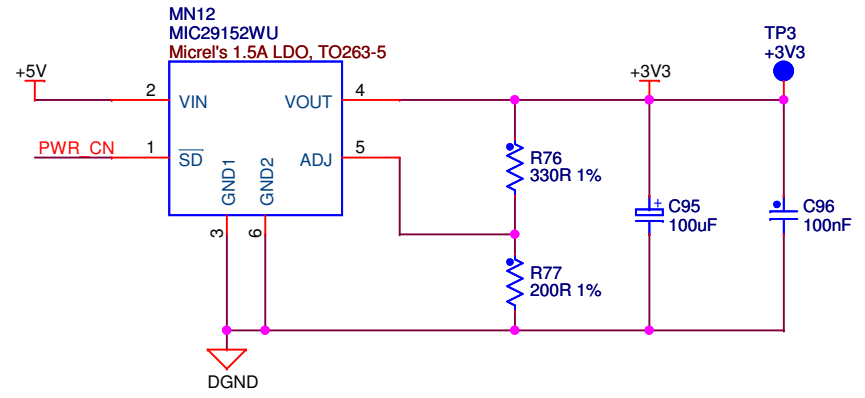 MN12
MIC29152WU
Micrel's 1.5A LDO, TO263-5
TP3
+3V3
+5V
+3V3
2
VIN
VOUT
4
PWR_CN
1
SD
ADJ
5
GND1
GND2
3
6
R76
330R 1%
C95
100uF
C96
100nF
R77
200R 1%
DGND